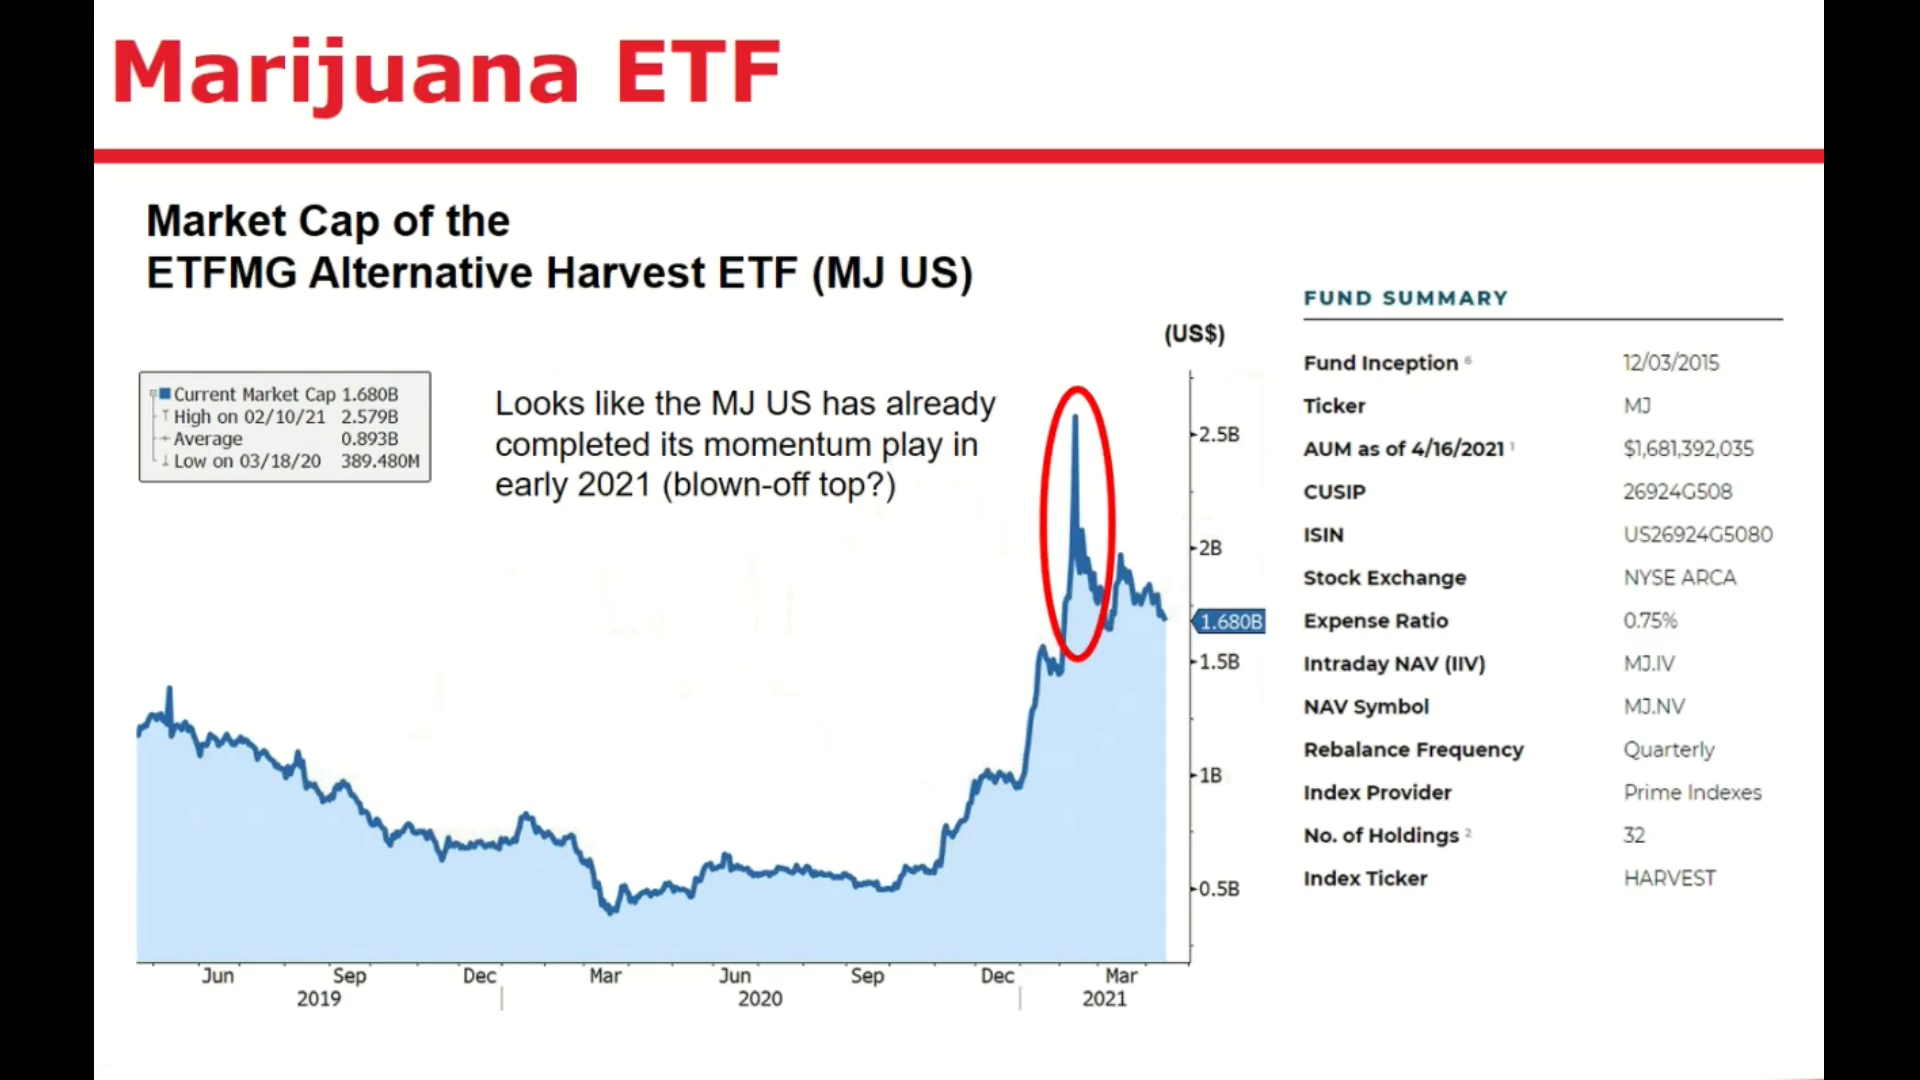 Marijuana ETF
Market Cap of the
ETFMG Alternative Harvest ETF (MJ US)
(US$)
Current Market Cap 1.680B
High on 02/10/21 2.579B
Average 0.893B
Low on 03/18/20 389.480M
Looks like the MJ US has already
completed its momentum play in
early 2021 (blown-off top?)
2.5B
2B
1.680B
1.5B
1B
0.5B
Jun Sep Dec Mar Jun Sep Dec Mar
2019 2020 2021
FUND SUMMARY
Fund Inception 6 12/03/2015
Ticker MJ
AUM as of 4/16/2021 1 $1,681,392,035
CUSIP 26924G508
ISIN US26924G5080
Stock Exchange NYSE ARCA
Expense Ratio 0.75%
Intraday NAV (IIV) MJ.IV
NAV Symbol MJ.NV
Rebalance Frequency Quarterly
Index Provider Prime Indexes
No. of Holdings 2 32
Index Ticker HARVEST